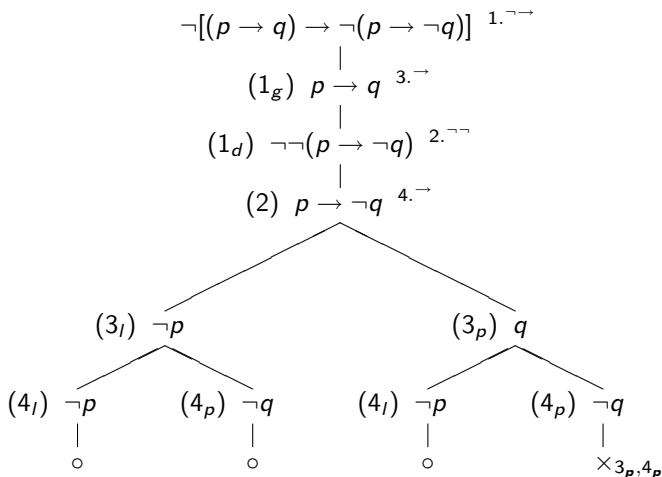 ¬[(p → q) → ¬(p → ¬q)] 1.¬→
(1g) p → q 3.→
(1d) ¬¬(p → ¬q) 2.¬¬
(2) p → ¬q 4.→
(3l) ¬p (3p) q
(4l) ¬p (4p) ¬q (4l) ¬p (4p) ¬q
○ ○ ○ ×3p,4p